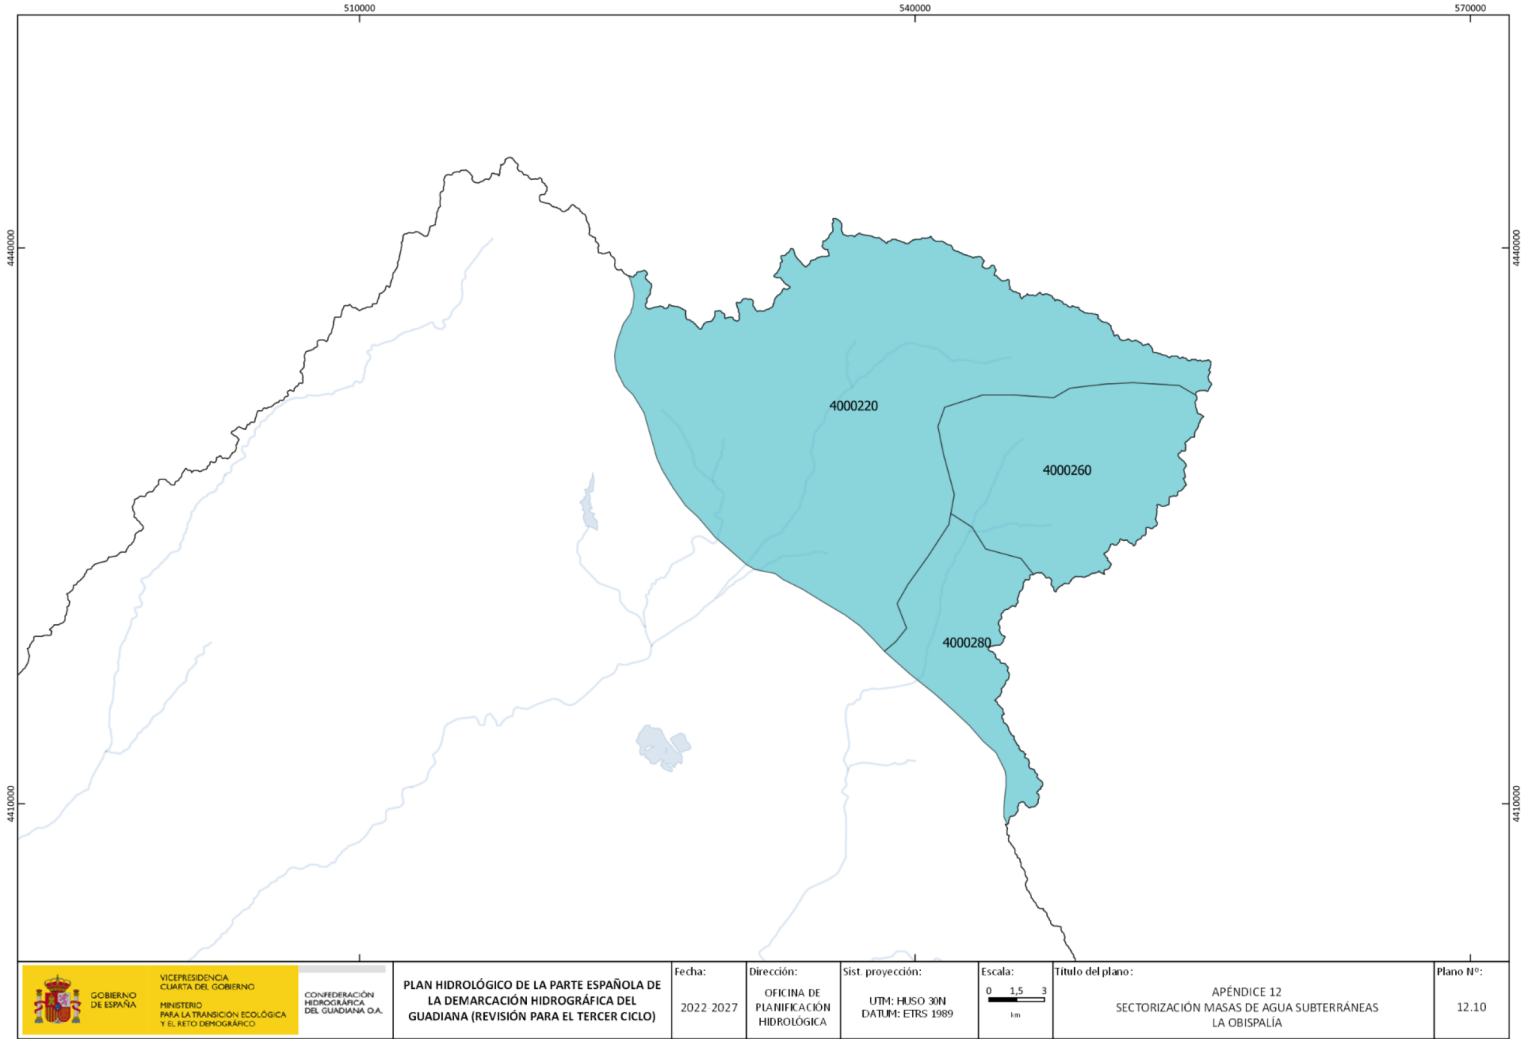 510000
540000
570000
4440000
4440000
4000220
4000260
4000280
4410000
4410000
GOBIERNO
DE ESPAÑA
VICEPRESIDENCIA
CUARTA DEL GOBIERNO
MINISTERIO
PARA LA TRANSICIÓN ECOLÓGICA
Y EL RETO DEMOGRÁFICO
CONFEDERACIÓN
HIDROGRÁFICA
DEL GUADIANA O.A.
PLAN HIDROLÓGICO DE LA PARTE ESPAÑOLA DE
LA DEMARCACIÓN HIDROGRÁFICA DEL
GUADIANA (REVISIÓN PARA EL TERCER CICLO)
Fecha:
2022-2027
Dirección:
OFICINA DE
PLANIFICACIÓN
HIDROLÓGICA
Sist. proyección:
UTM: HUSO 30N
DATUM: ETRS 1989
Escala:
0 1,5 3
km
Título del plano:
APÉNDICE 12
SECTORIZACIÓN MASAS DE AGUA SUBTERRÁNEAS
LA OBISPALÍA
Plano Nº:
12.10